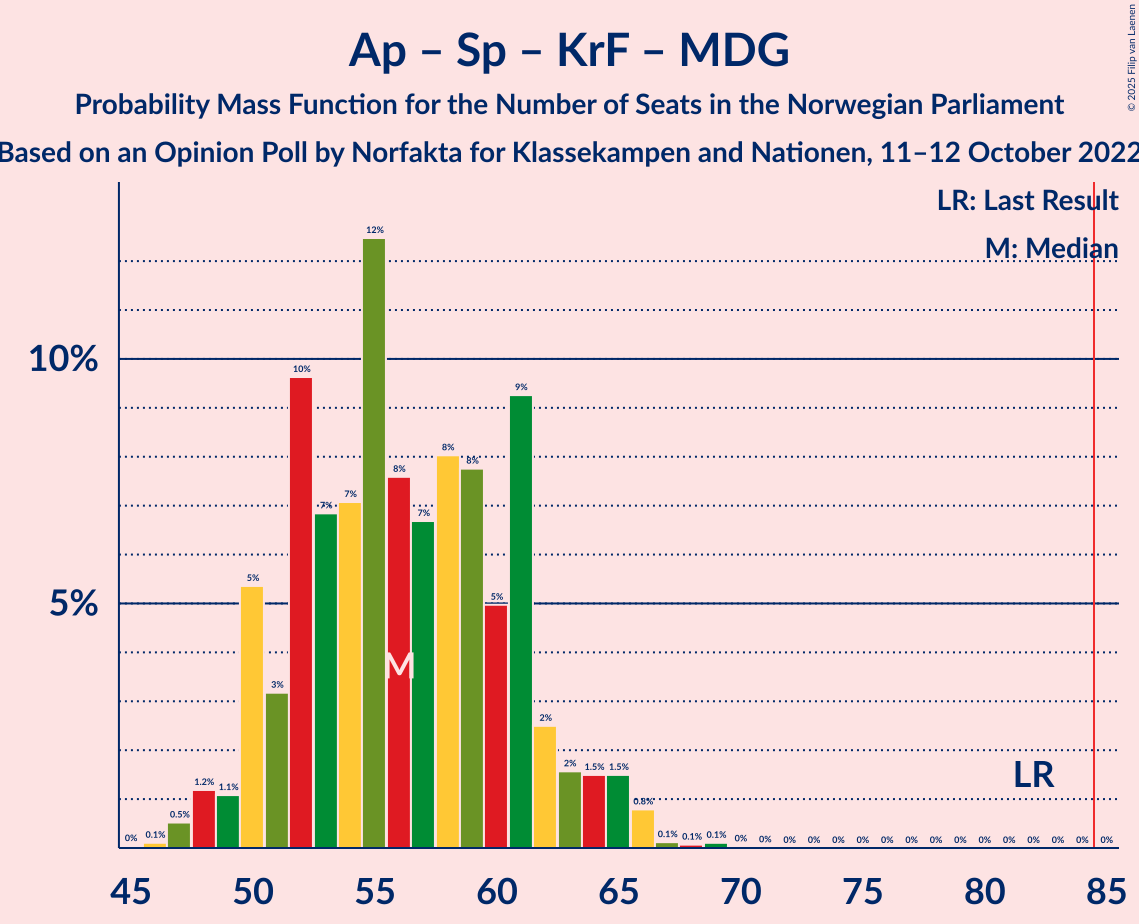 © 2025 Filip van Laenen
Ap – Sp – KrF – MDG
Probability Mass Function for the Number of Seats in the Norwegian Parliament
Based on an Opinion Poll by Norfakta for Klassekampen and Nationen, 11–12 October 2022
LR: Last Result
M: Median
10%
5%
0% 0.1% 0.5% 1.2% 1.1% 5% 3% 10% 7% 7% 12% 8% 7% 8% 8% 5% 9% 2% 2% 1.5% 1.5% 0.8% 0.1% 0.1% 0.1% 0% 0% 0% 0% 0% 0% 0% 0% 0% 0% 0% 0% 0% 0% 0% 0%
M
LR
45 50 55 60 65 70 75 80 85